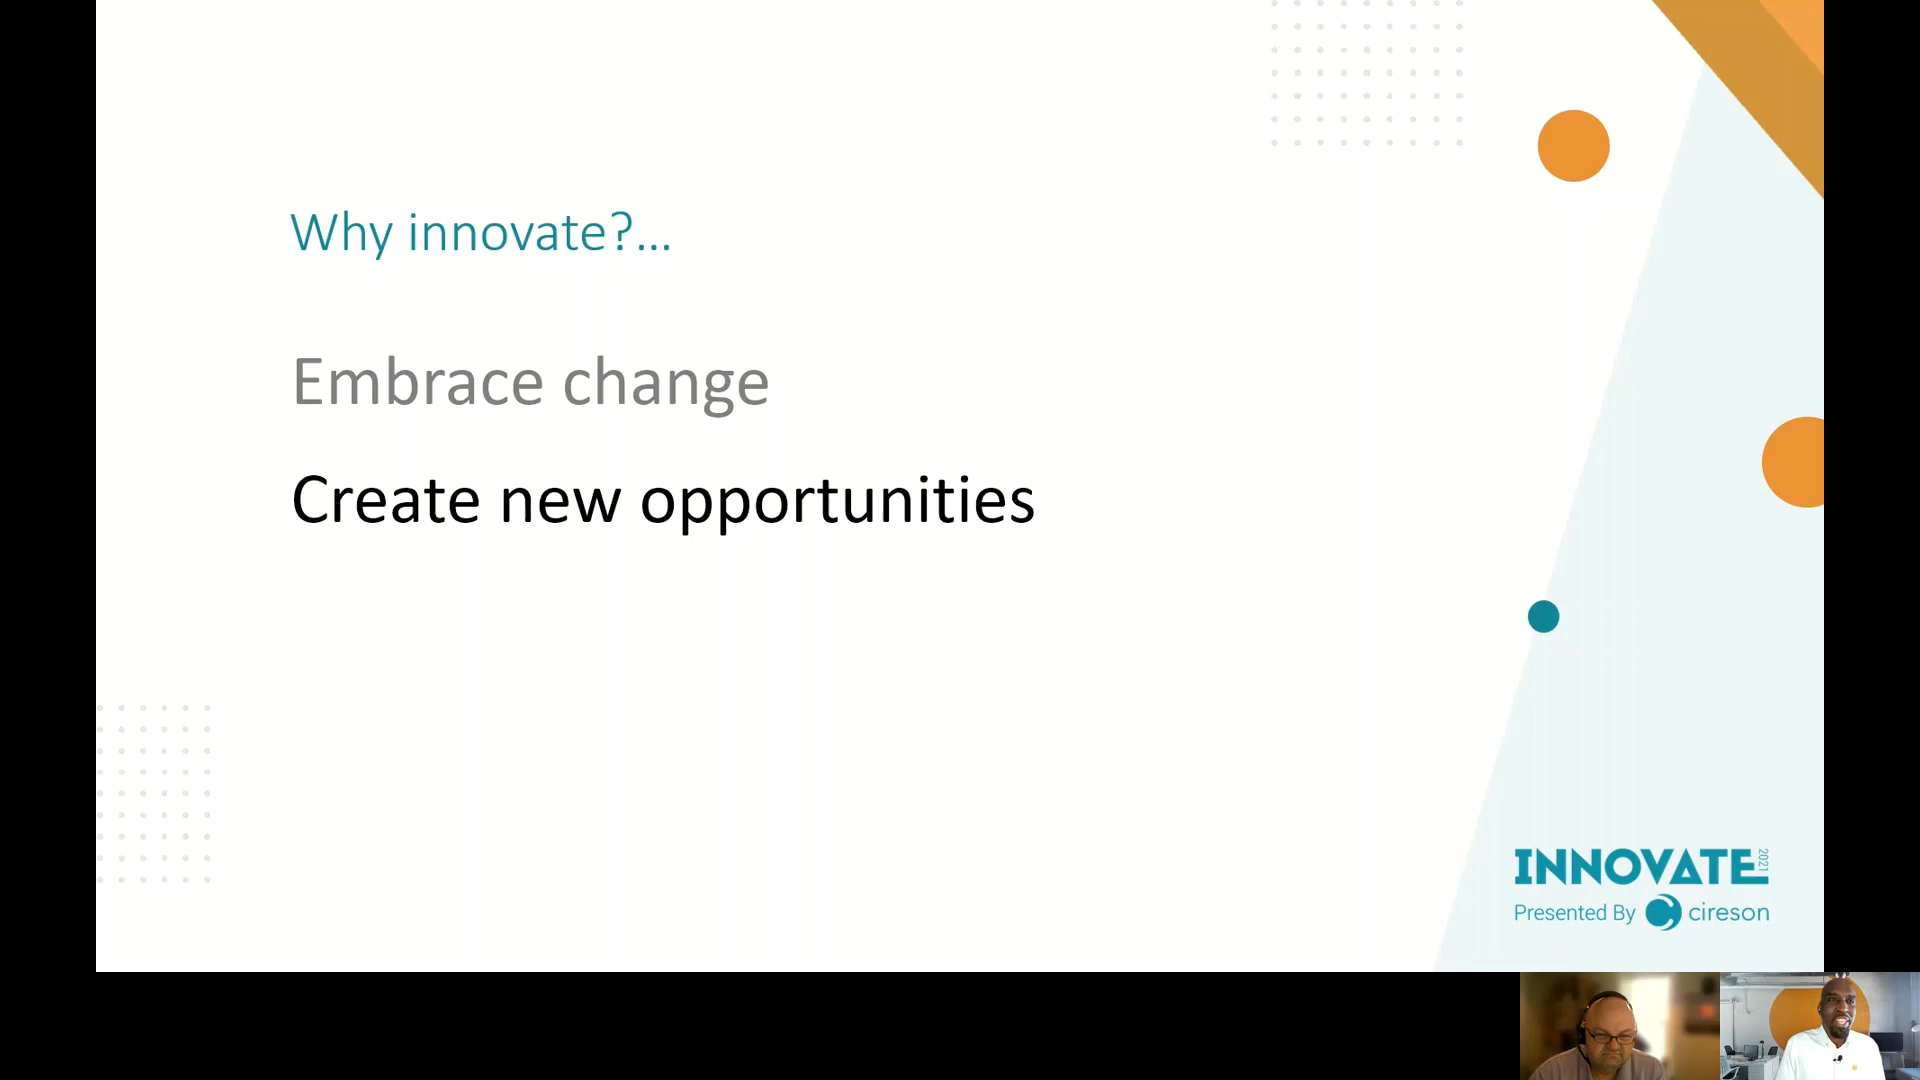 Why innovate?...
Embrace change
Create new opportunities
INNOVATE 2021
Presented By cireson